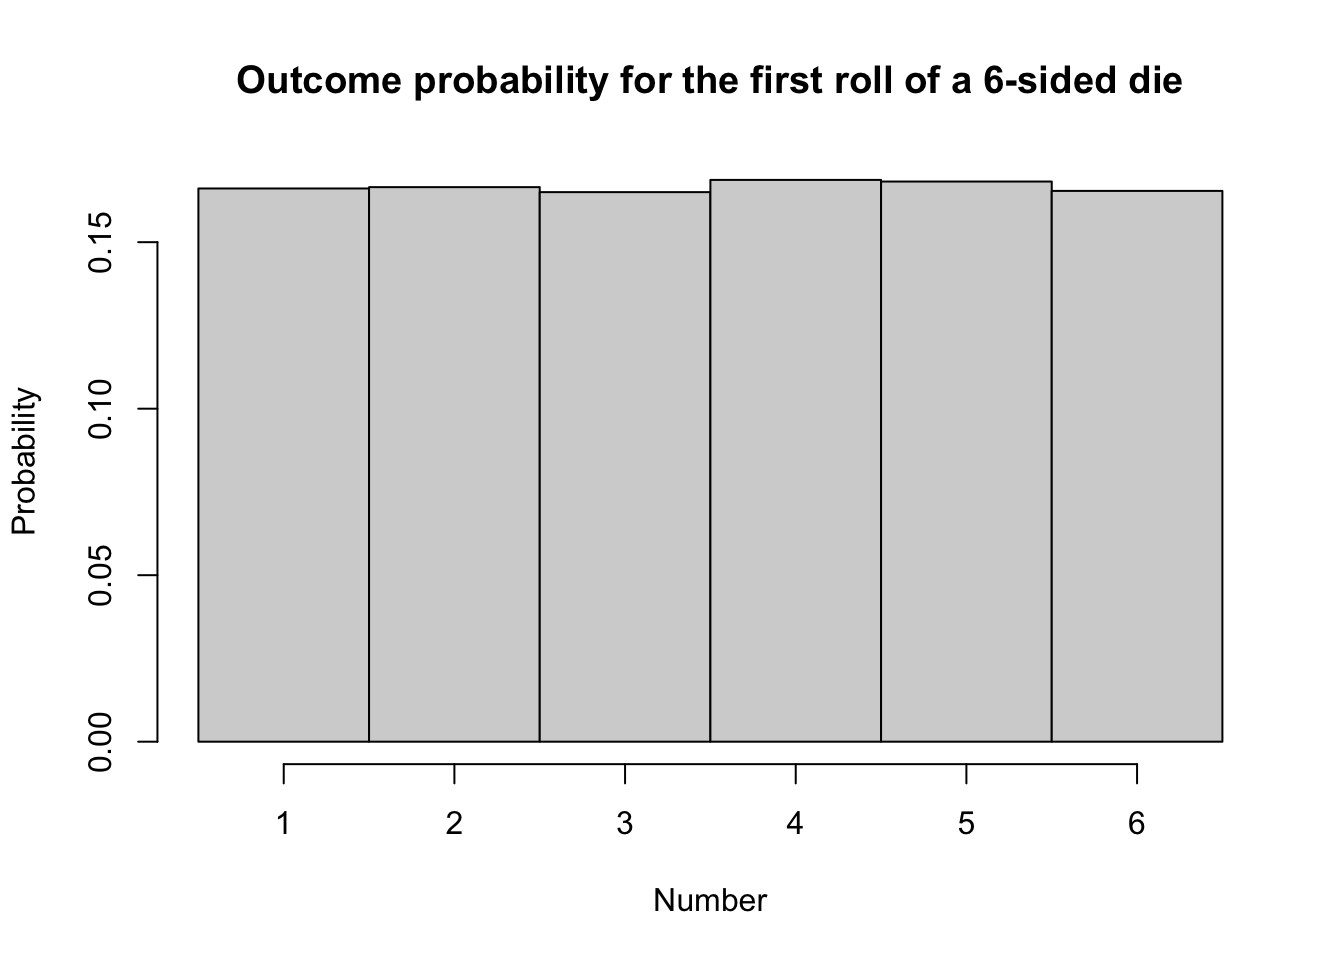 Outcome probability for the first roll of a 6-sided die
Probability
0.15
0.10
0.05
0.00
1 2 3 4 5 6
Number